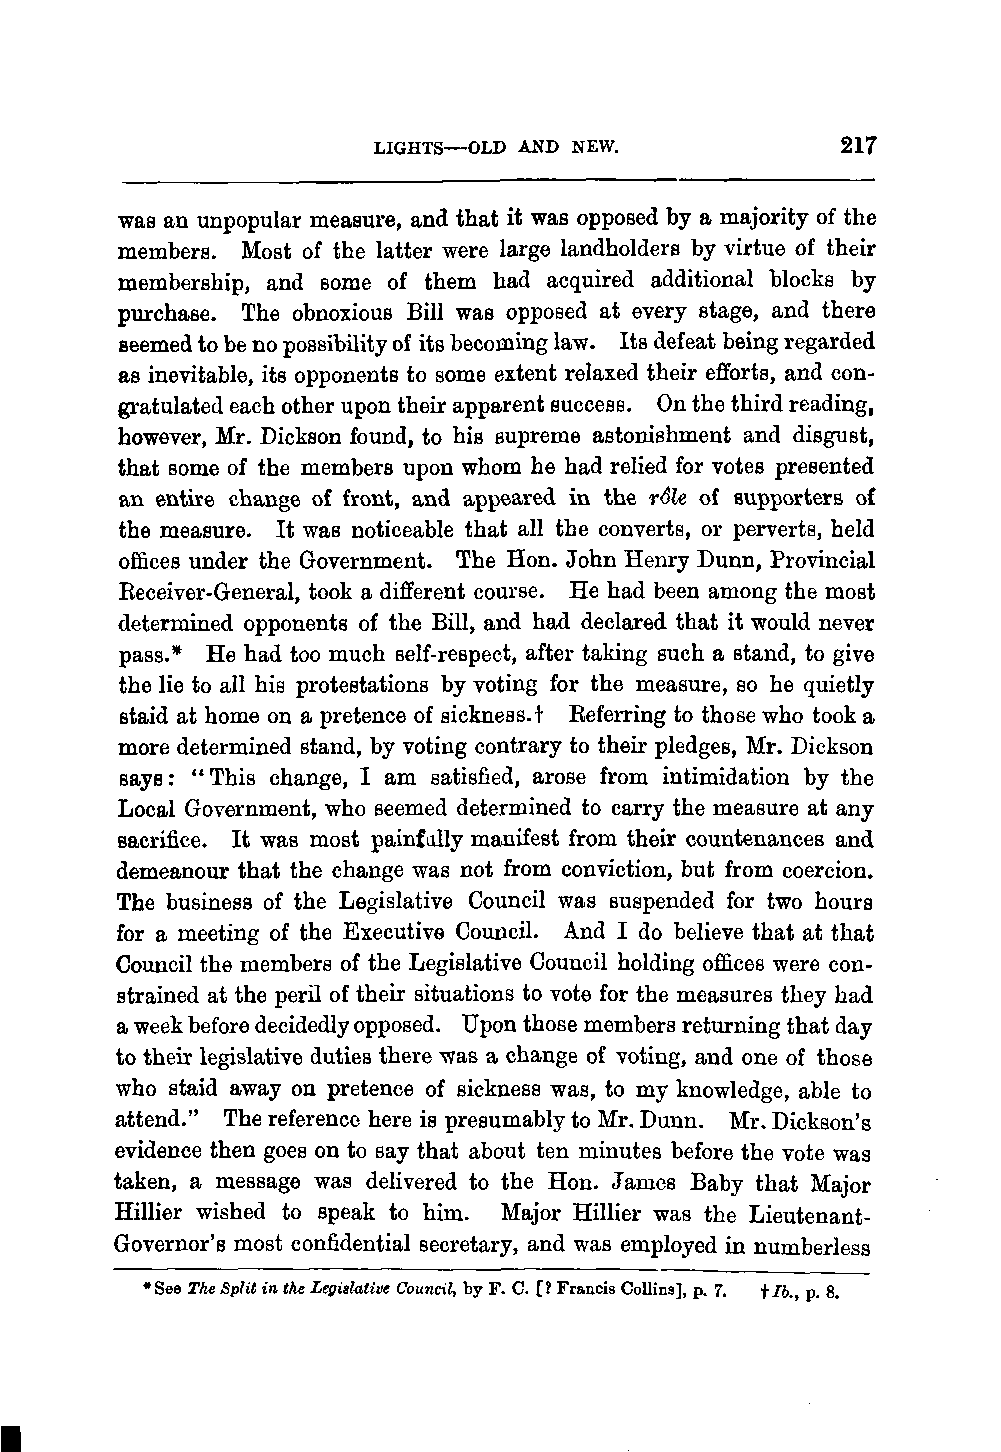 LIGHTS—OLD AND NEW. 217
was an unpopular measure, and that it was opposed by a majority of the
members. Most of the latter were large landholders by virtue of their
membership, and some of them had acquired additional blocks by
purchase. The obnoxious Bill was opposed at every stage, and there
seemed to be no possibility of its becoming law. Its defeat being regarded
as inevitable, its opponents to some extent relaxed their efforts, and con-
gratulated each other upon their apparent success. On the third reading,
however, Mr. Dickson found, to his supreme astonishment and disgust,
that some of the members upon whom he had relied for votes presented
an entire change of front, and appeared in the rôle of supporters of
the measure. It was noticeable that all the converts, or perverts, held
offices under the Government. The Hon. John Henry Dunn, Provincial
Receiver-General, took a different course. He had been among the most
determined opponents of the Bill, and had declared that it would never
pass.* He had too much self-respect, after taking such a stand, to give
the lie to all his protestations by voting for the measure, so he quietly
staid at home on a pretence of sickness.† Referring to those who took a
more determined stand, by voting contrary to their pledges, Mr. Dickson
says: "This change, I am satisfied, arose from intimidation by the
Local Government, who seemed determined to carry the measure at any
sacrifice. It was most painfully manifest from their countenances and
demeanour that the change was not from conviction, but from coercion.
The business of the Legislative Council was suspended for two hours
for a meeting of the Executive Council. And I do believe that at that
Council the members of the Legislative Council holding offices were con-
strained at the peril of their situations to vote for the measures they had
a week before decidedly opposed. Upon those members returning that day
to their legislative duties there was a change of voting, and one of those
who staid away on pretence of sickness was, to my knowledge, able to
attend." The reference here is presumably to Mr. Dunn. Mr. Dickson's
evidence then goes on to say that about ten minutes before the vote was
taken, a message was delivered to the Hon. James Baby that Major
Hillier wished to speak to him. Major Hillier was the Lieutenant-
Governor's most confidential secretary, and was employed in numberless
*See The Split in the Legislative Council, by F. C. [? Francis Collins], p. 7. †Ib., p. 8.